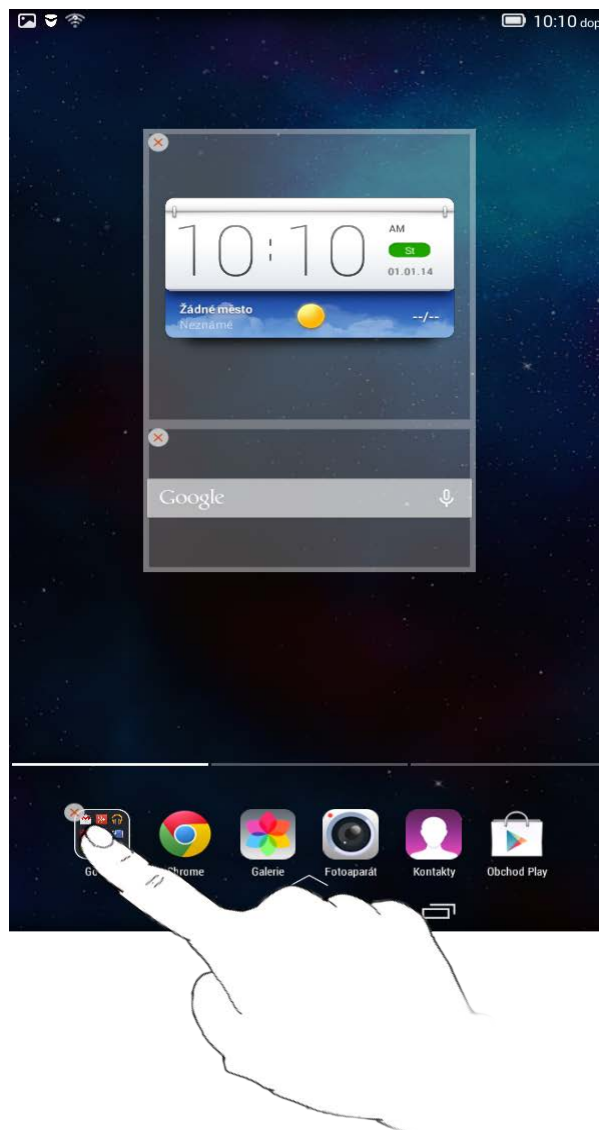 10:10 dop
10:10
AM
St
01.01.14
Žádné město
Neznámé
--/--
Google
Galerie
Fotoaparát
Kontakty
Obchod Play